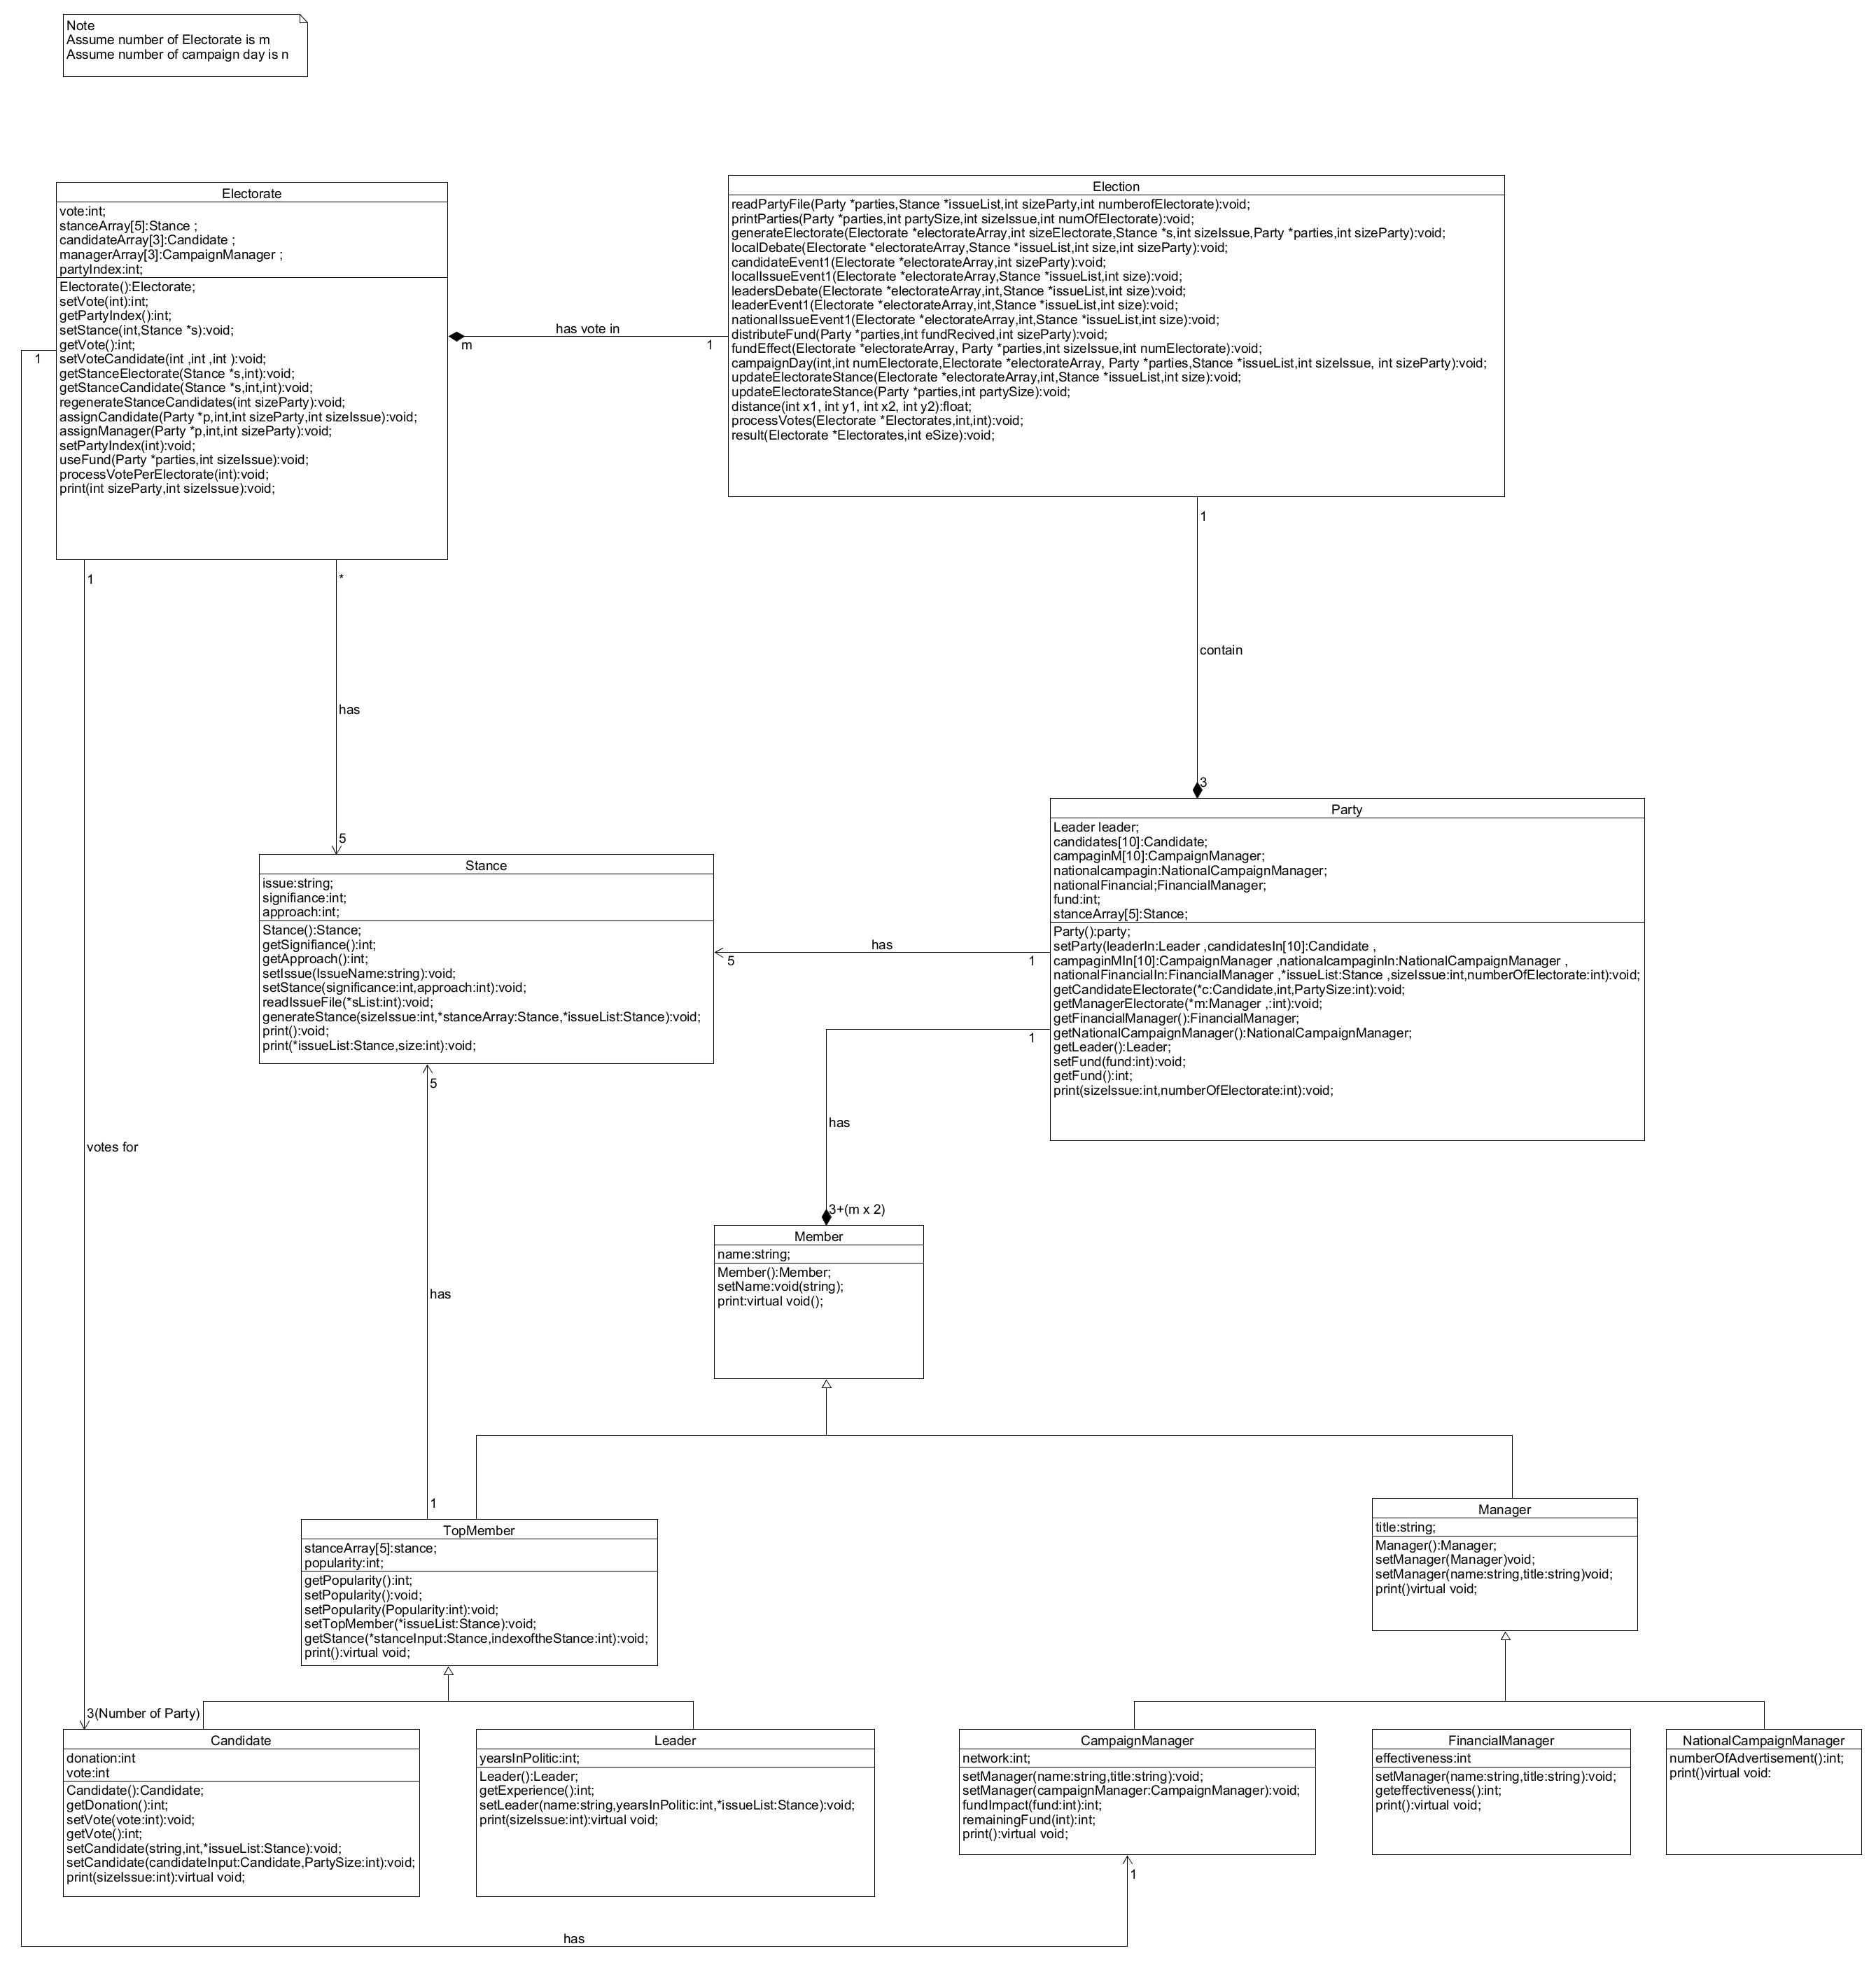 Note
Assume number of Electorate is m
Assume number of campaign day is n
Electorate
vote:int;
stanceArray[5]:Stance ;
candidateArray[3]:Candidate ;
managerArray[3]:CampaignManager ;
partyIndex:int;
Electorate():Electorate;
setVote(int):int;
getPartyIndex():int;
setStance(int,Stance *s):void;
getVote():int;
setVoteCandidate(int ,int ,int ):void;
getStanceElectorate(Stance *s,int):void;
getStanceCandidate(Stance *s,int,int):void;
regenerateStanceCandidates(int sizeParty):void;
assignCandidate(Party *p,int,int sizeParty,int sizeIssue):void;
assignManager(Party *p,int,int sizeParty):void;
setPartyIndex(int):void;
useFund(Party *parties,int sizeIssue):void;
processVotePerElectorate(int):void;
print(int sizeParty,int sizeIssue):void;
Election
readPartyFile(Party *parties,Stance *issueList,int sizeParty,int numberofElectorate):void;
printParties(Party *parties,int partySize,int sizeIssue,int numOfElectorate):void;
generateElectorate(Electorate *electorateArray,int sizeElectorate,Stance *s,int sizeIssue,Party *parties,int sizeParty):void;
localDebate(Electorate *electorateArray,Stance *issueList,int size,int sizeParty):void;
candidateEvent1(Electorate *electorateArray,int sizeParty):void;
localIssueEvent1(Electorate *electorateArray,Stance *issueList,int size):void;
leadersDebate(Electorate *electorateArray,int,Stance *issueList,int size):void;
leaderEvent1(Electorate *electorateArray,int,Stance *issueList,int size):void;
nationalIssueEvent1(Electorate *electorateArray,int,Stance *issueList,int size):void;
distributeFund(Party *parties,int fundRecived,int sizeParty):void;
fundEffect(Electorate *electorateArray, Party *parties,int sizeIssue,int numElectorate):void;
campaignDay(int,int numElectorate,Electorate *electorateArray, Party *parties,Stance *issueList,int sizeIssue, int sizeParty):void;
updateElectorateStance(Electorate *electorateArray,int,Stance *issueList,int size):void;
updateElectorateStance(Party *parties,int partySize):void;
distance(int x1, int y1, int x2, int y2):float;
processVotes(Electorate *Electorates,int,int):void;
result(Electorate *Electorates,int eSize):void;
has vote in
m
1
1
1
*
1
contain
has
3
5
Party
Leader leader;
candidates[10]:Candidate;
campaginM[10]:CampaignManager;
nationalcampagin:NationalCampaignManager;
nationalFinancial;FinancialManager;
fund:int;
stanceArray[5]:Stance;
Party():party;
setParty(leaderIn:Leader ,candidatesIn[10]:Candidate ,
campaginMIn[10]:CampaignManager ,nationalcampaginIn:NationalCampaignManager ,
nationalFinancialIn:FinancialManager ,*issueList:Stance ,sizeIssue:int,numberOfElectorate:int):void;
getCandidateElectorate(*c:Candidate,int,PartySize:int):void;
getManagerElectorate(*m:Manager ,:int):void;
getFinancialManager():FinancialManager;
getNationalCampaignManager():NationalCampaignManager;
getLeader():Leader;
setFund(fund:int):void;
getFund():int;
print(sizeIssue:int,numberOfElectorate:int):void;
Stance
issue:string;
signifiance:int;
approach:int;
Stance():Stance;
getSignifiance():int;
getApproach():int;
setIssue(IssueName:string):void;
setStance(significance:int,approach:int):void;
readIssueFile(*sList:int):void;
generateStance(sizeIssue:int,*stanceArray:Stance,*issueList:Stance):void;
print():void;
print(*issueList:Stance,size:int):void;
has
5
1
1
5
has
votes for
3+(m x 2)
Member
name:string;
Member():Member;
setName:void(string);
print:virtual void();
has
1
TopMember
stanceArray[5]:stance;
popularity:int;
getPopularity():int;
setPopularity():void;
setPopularity(Popularity:int):void;
setTopMember(*issueList:Stance):void;
getStance(*stanceInput:Stance,indexoftheStance:int):void;
print():virtual void;
Manager
title:string;
Manager():Manager;
setManager(Manager)void;
setManager(name:string,title:string)void;
print()virtual void;
3(Number of Party)
Candidate
donation:int
vote:int
Candidate():Candidate;
getDonation():int;
setVote(vote:int):void;
getVote():int;
setCandidate(string,int,*issueList:Stance):void;
setCandidate(candidateInput:Candidate,PartySize:int):void;
print(sizeIssue:int):virtual void;
Leader
yearsInPolitic:int;
Leader():Leader;
getExperience():int;
setLeader(name:string,yearsInPolitic:int,*issueList:Stance):void;
print(sizeIssue:int):virtual void;
CampaignManager
network:int;
setManager(name:string,title:string):void;
setManager(campaignManager:CampaignManager):void;
fundImpact(fund:int):int;
remainingFund(int):int;
print():virtual void;
FinancialManager
effectiveness:int
setManager(name:string,title:string):void;
geteffectiveness():int;
print():virtual void;
NationalCampaignManager
numberOfAdvertisement():int;
print()virtual void:
1
has